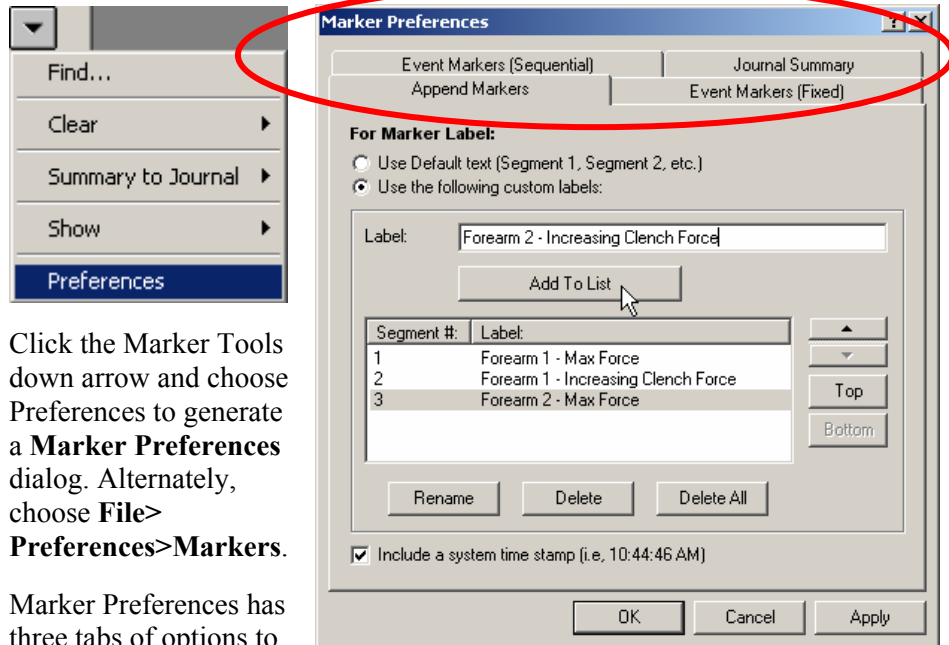 Find...
Clear
Summary to Journal
Show
Preferences
Click the Marker Tools
down arrow and choose
Preferences to generate
a Marker Preferences
dialog. Alternately,
choose File>
Preferences>Markers.
Marker Preferences has
three tabs of options to
Marker Preferences
Event Markers (Sequential) Journal Summary
Append Markers Event Markers (Fixed)
For Marker Label:
Use Default text (Segment 1, Segment 2, etc.)
Use the following custom labels:
Label: Forearm 2 - Increasing Clench Force
Add To List
Segment #: Label:
1 Forearm 1 - Max Force
2 Forearm 1 - Increasing Clench Force
3 Forearm 2 - Max Force
Top
Bottom
Rename Delete Delete All
Include a system time stamp (i.e, 10:44:46 AM)
OK Cancel Apply